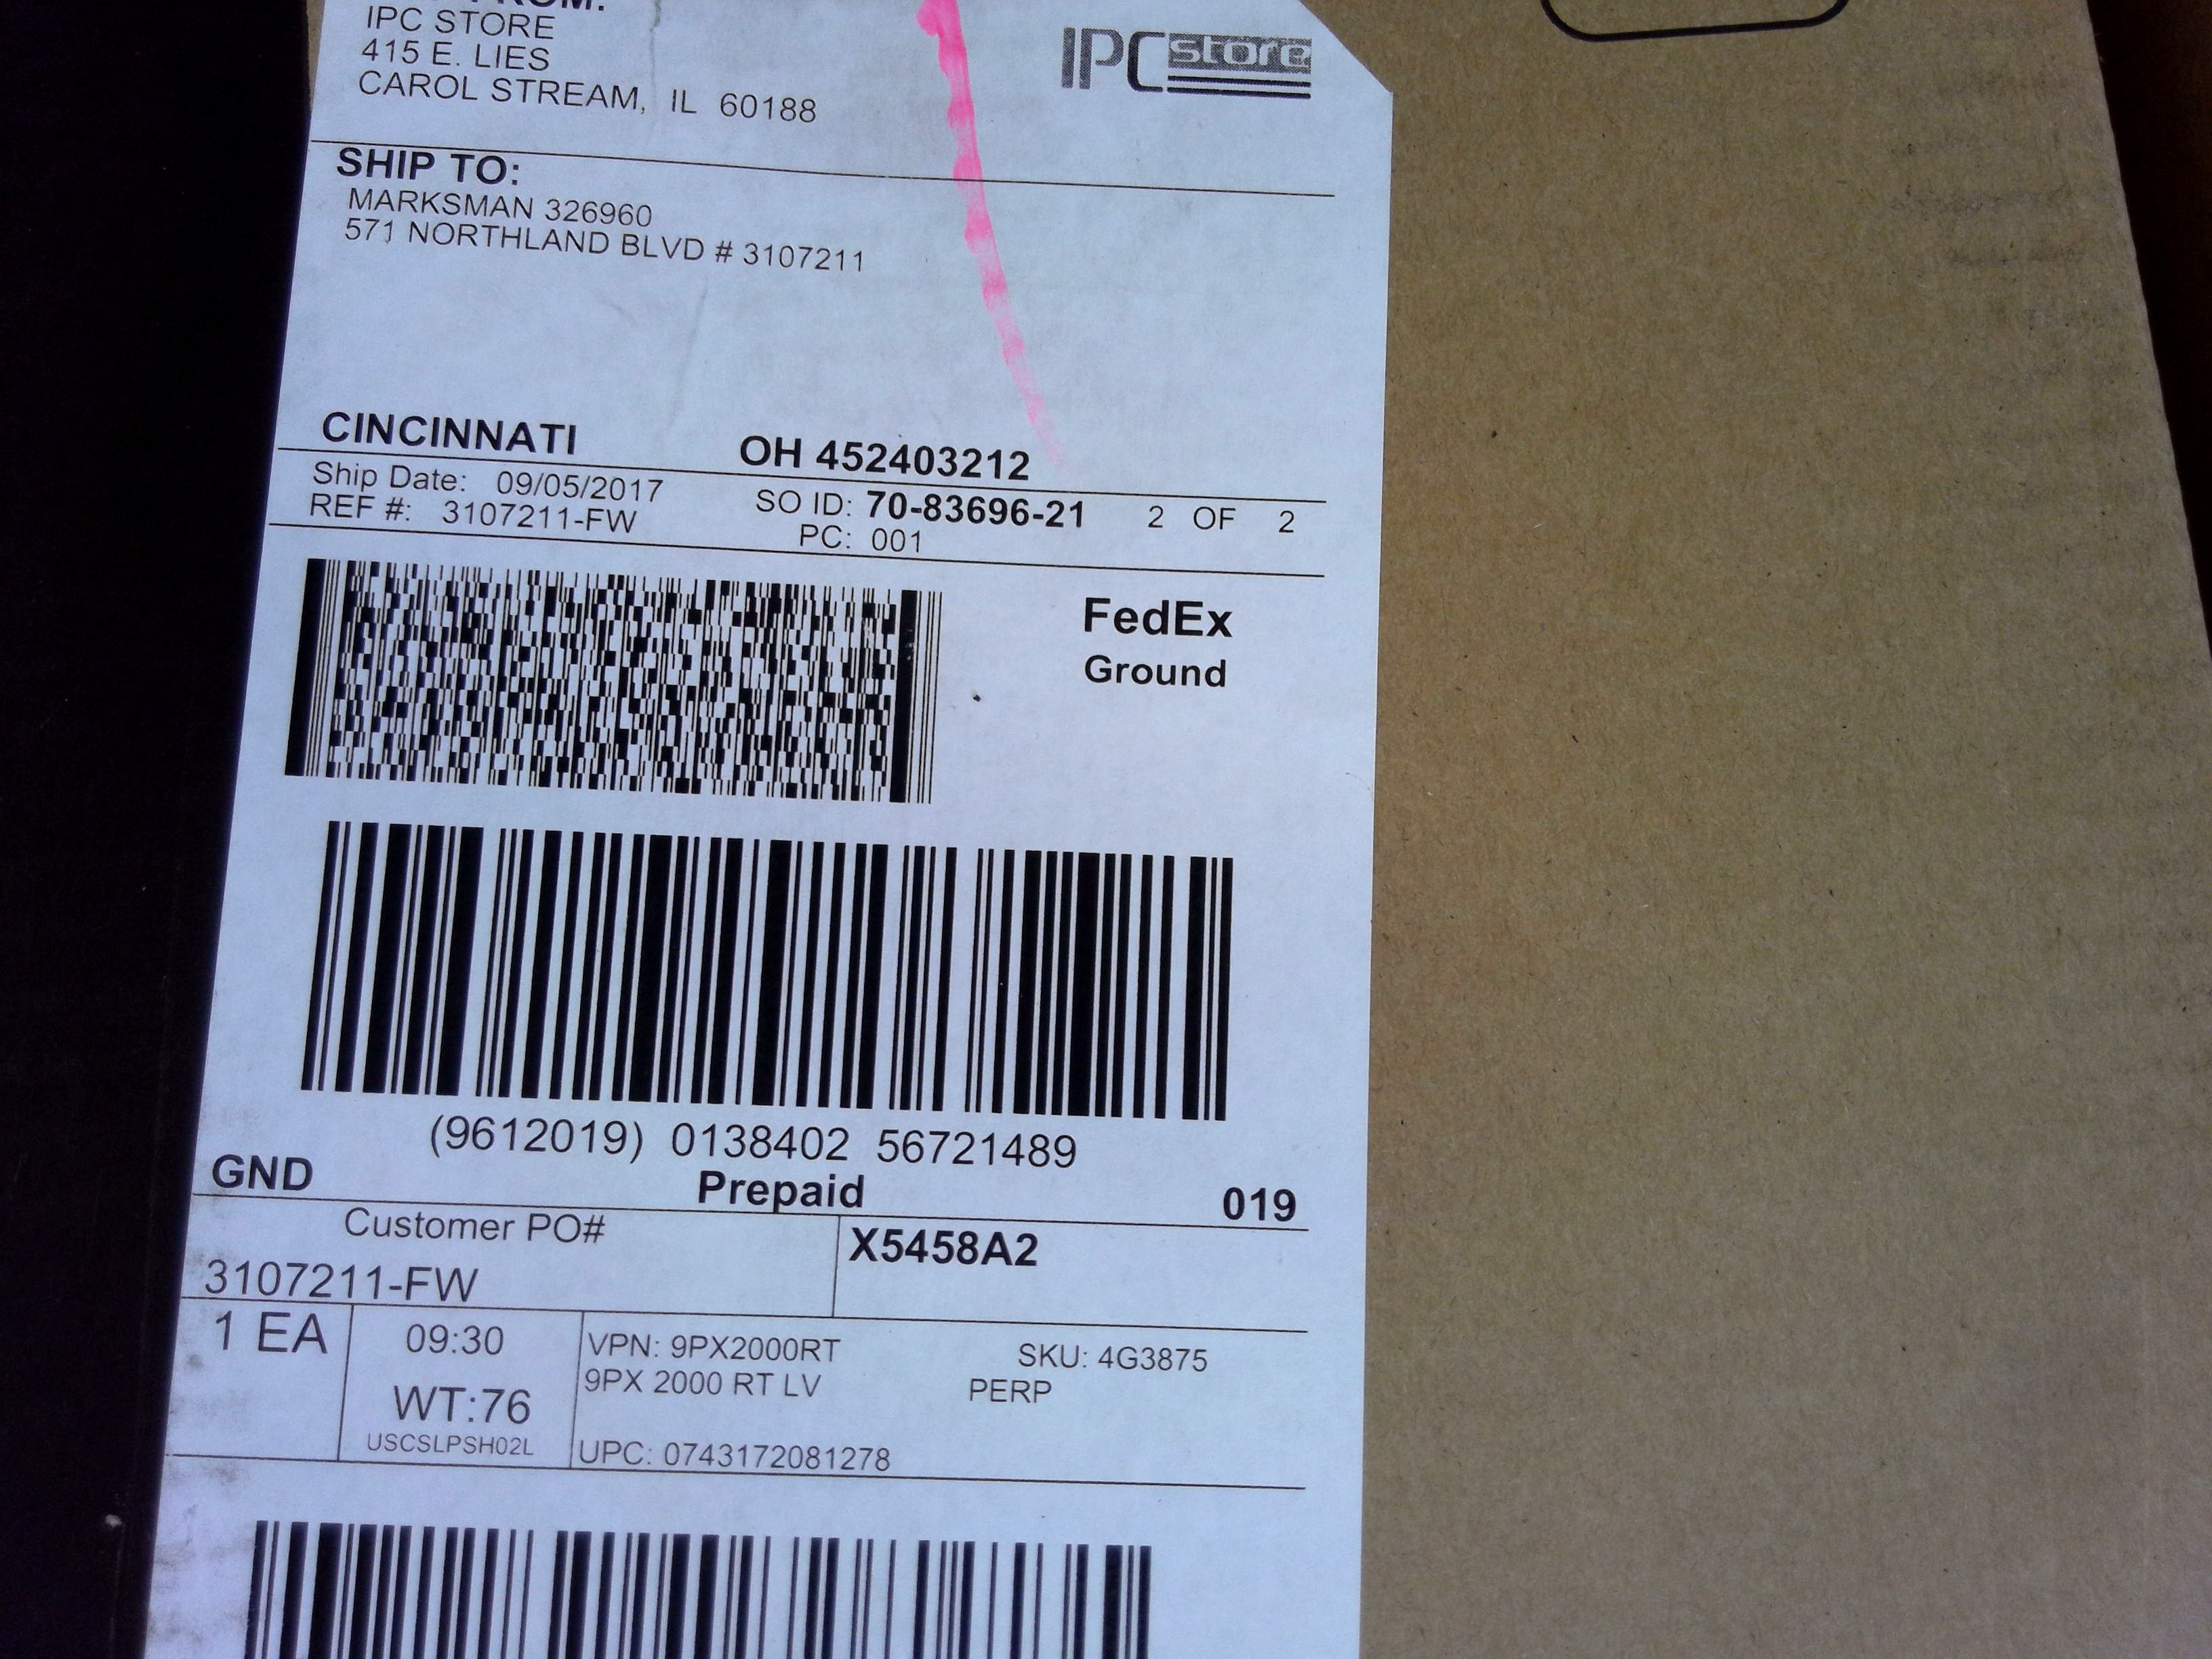 FROM:
IPC STORE
415 E. LIES
CAROL STREAM, IL 60188
IPC store
SHIP TO:
MARKSMAN 326960
571 NORTHLAND BLVD # 3107211
CINCINNATI OH 452403212
Ship Date: 09/05/2017 SO ID: 70-83696-21 2 OF 2
REF #: 3107211-FW PC: 001
FedEx
Ground
(9612019) 0138402 56721489
GND Prepaid 019
Customer PO# X5458A2
3107211-FW
1 EA 09:30 VPN: 9PX2000RT SKU: 4G3875
WT:76 9PX 2000 RT LV PERP
USCSLPSH02L UPC: 0743172081278